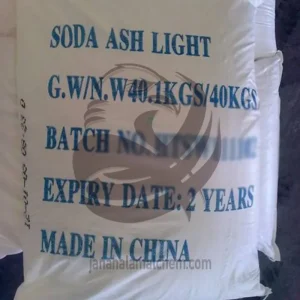 SODA ASH LIGHT
G.W/N.W40.1KGS/40KGS
BATCH NO.
EXPIRY DATE: 2 YEARS
MADE IN CHINA